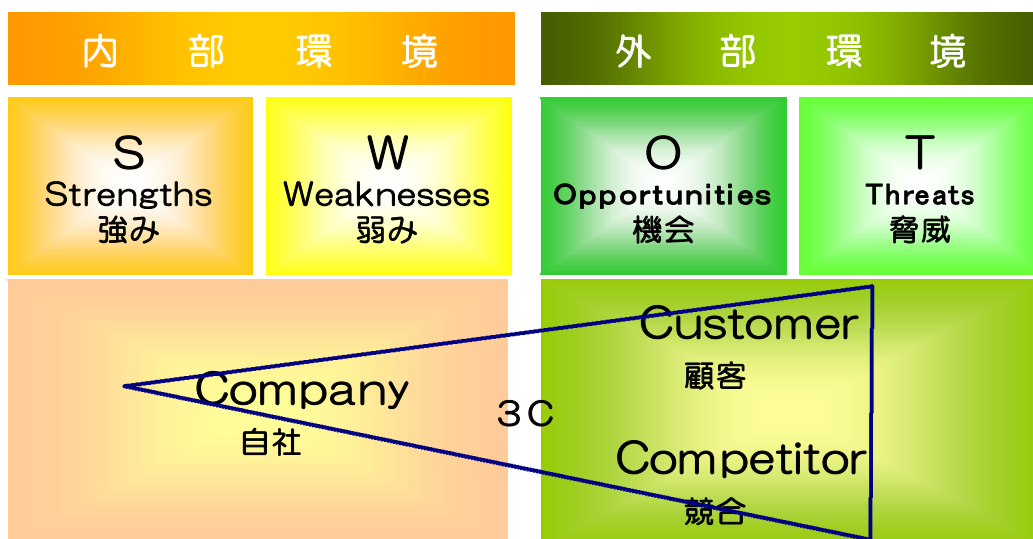 内部環境
外部環境
S
Strengths
強み
W
Weaknesses
弱み
O
Opportunities
機会
T
Threats
脅威
Company
自社
3C
Customer
顧客
Competitor
競合